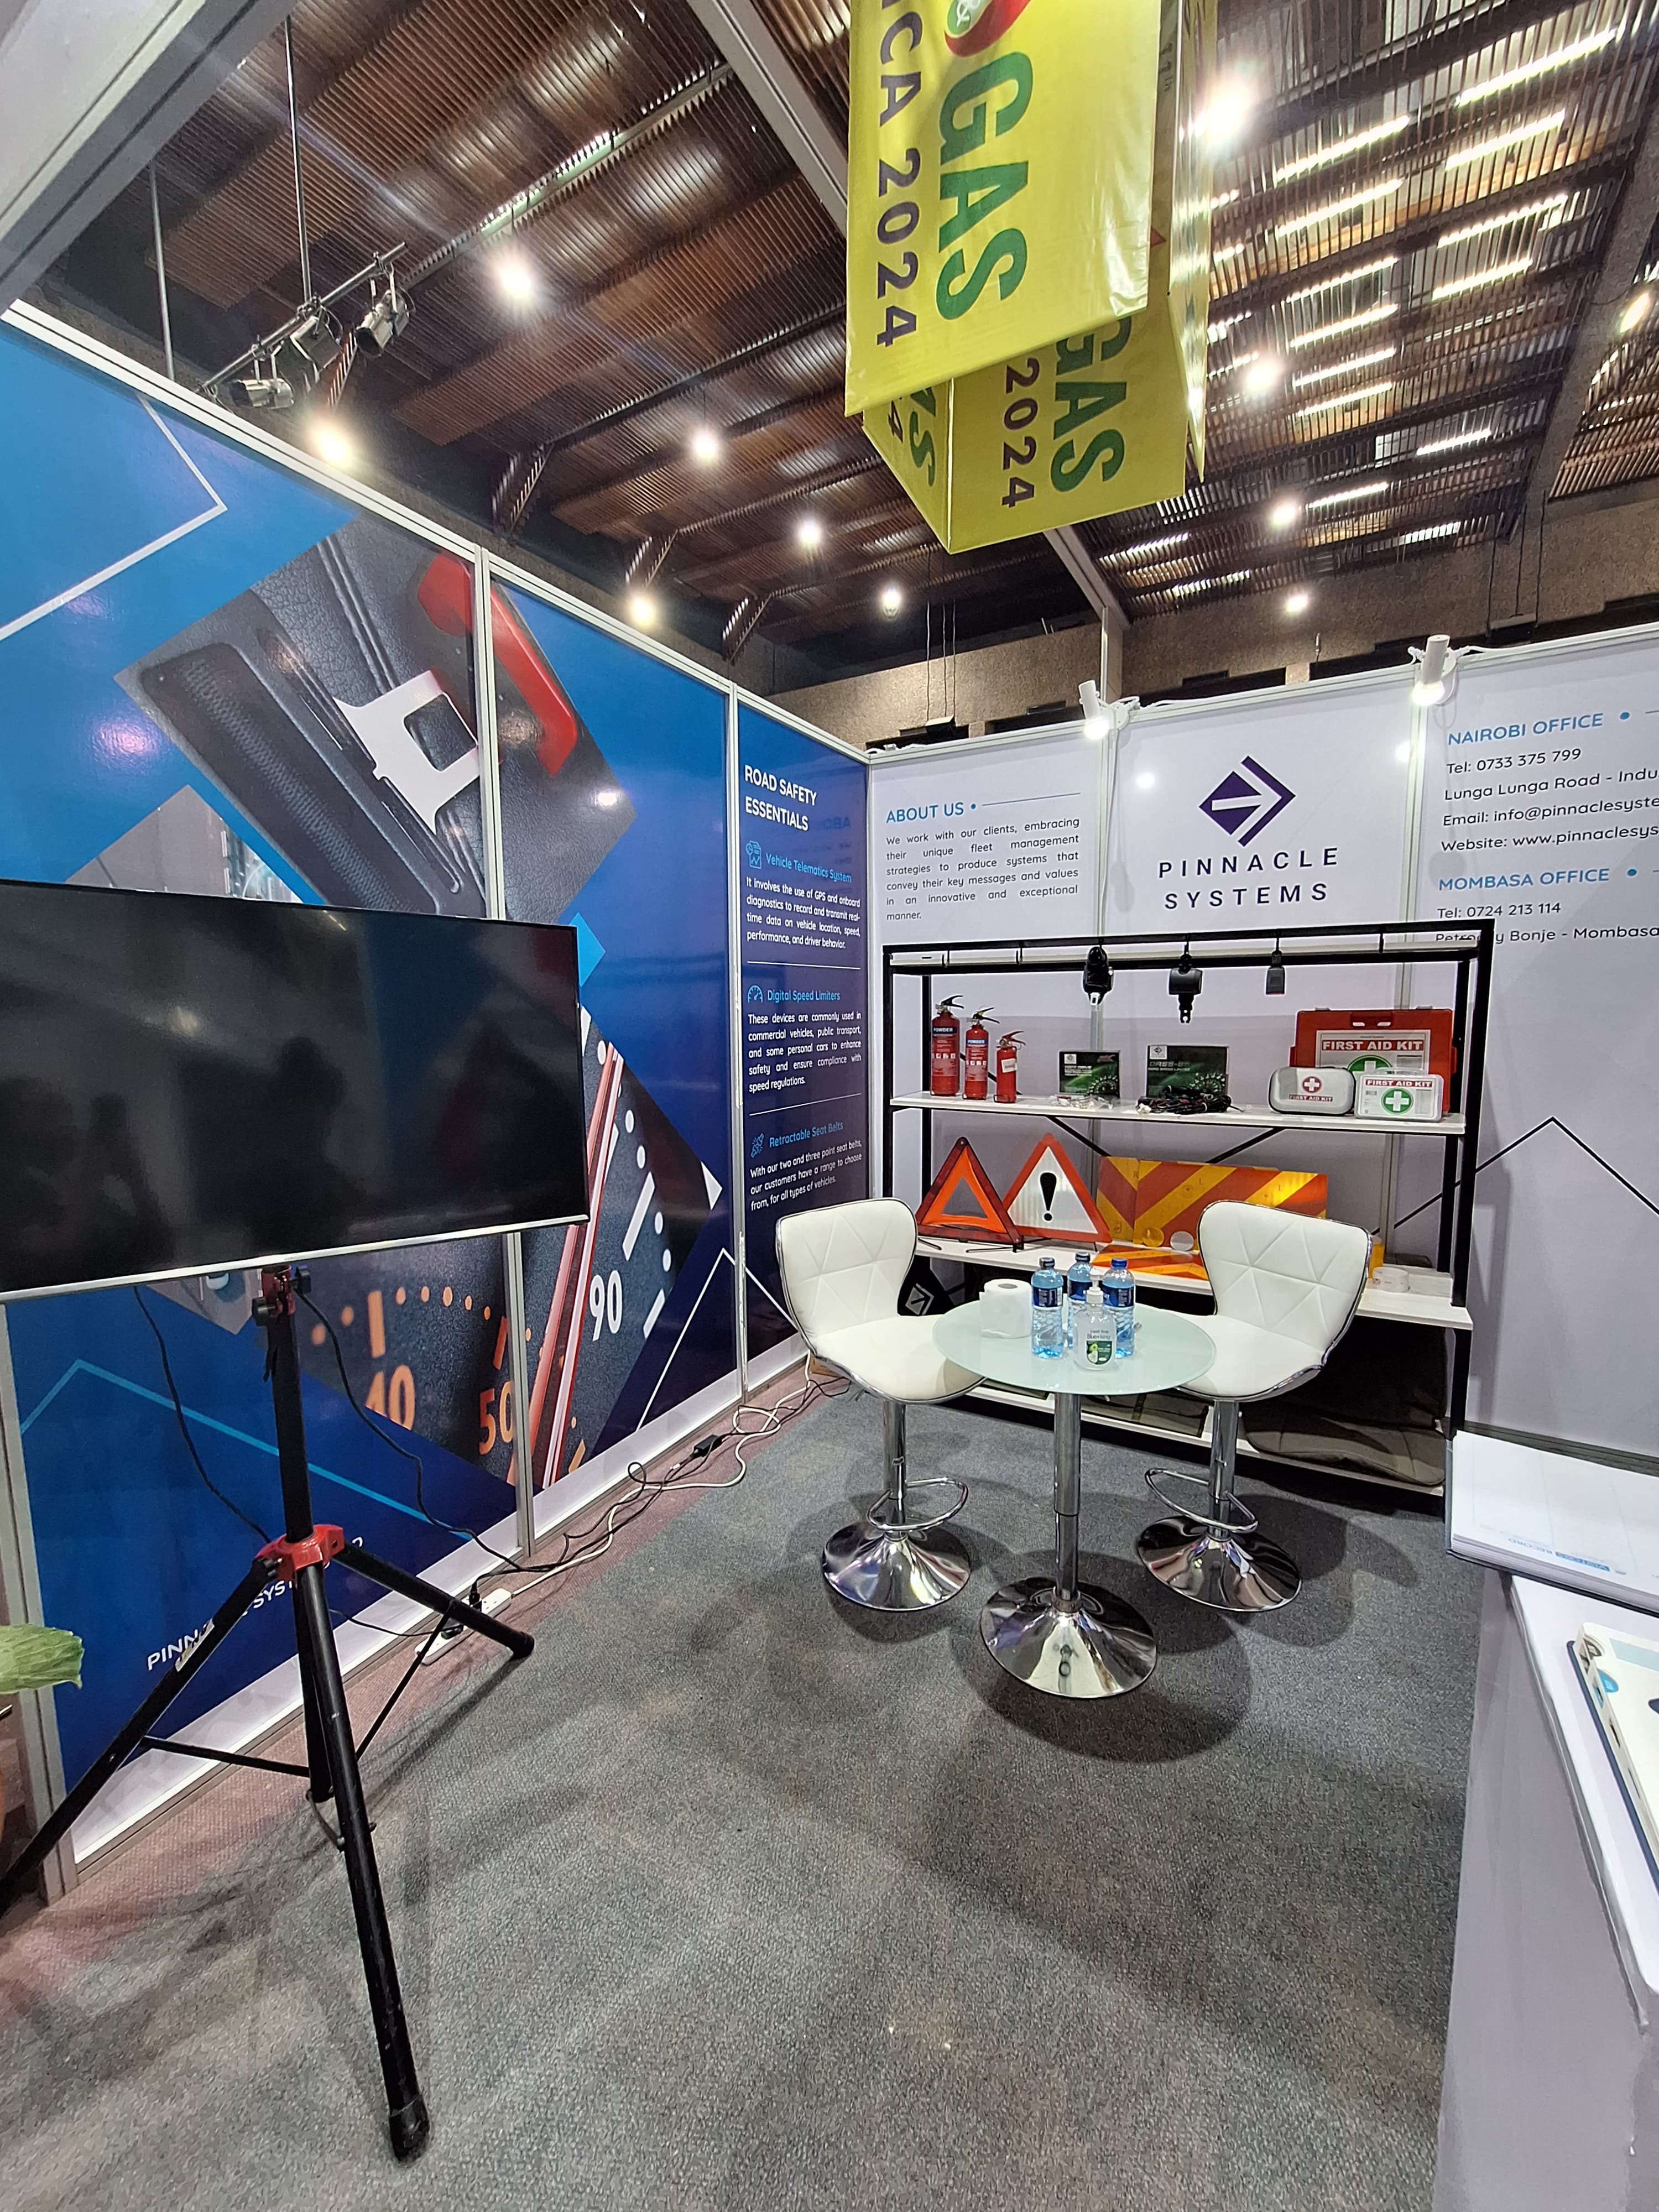 ICA 2024
GAS
GAS
2024
ROAD SAFETY
ESSENTIALS
Vehicle Telematics System
It involves the use of GPS and onboard
diagnostics to record and transmit real-
time data on vehicle location, speed,
performance, and driver behavior.
Digital Speed Limiters
These devices are commonly used in
commercial vehicles, public transport,
and some personal cars to enhance
safety and ensure compliance with
speed regulations.
Retractable Seat Belts
With our two and three point seat belts,
our customers have a range to choose
from, for all types of vehicles.
ABOUT US
We work with our clients, embracing
their unique fleet management
strategies to produce systems that
convey their key messages and values
in an innovative and exceptional
manner.
PINNACLE
SYSTEMS
NAIROBI OFFICE
Tel: 0733 375 799
Lunga Lunga Road - Indu
Email: info@pinnaclesyste
Website: www.pinnaclesys
MOMBASA OFFICE
Tel: 0724 213 114
Bonje - Mombasa
POWDER
POWDER
FIRST AID KIT
FIRST AID KIT
FIRST AID KIT
90
40
50
PINN
SYST
RECORD